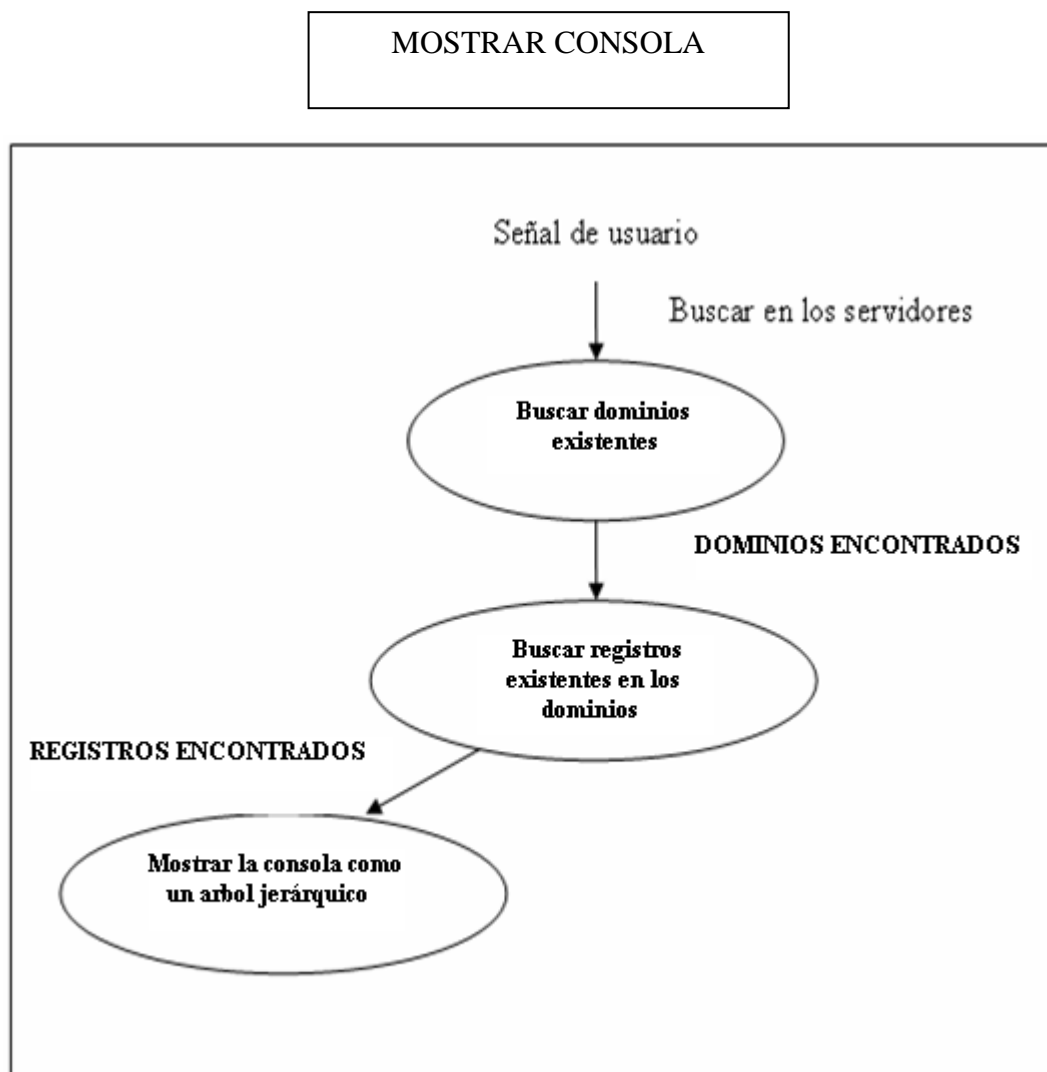 MOSTRAR CONSOLA
Señal de usuario
Buscar en los servidores
Buscar dominios
existentes
DOMINIOS ENCONTRADOS
Buscar registros
existentes en los
dominios
REGISTROS ENCONTRADOS
Mostrar la consola como
un arbol jerárquico